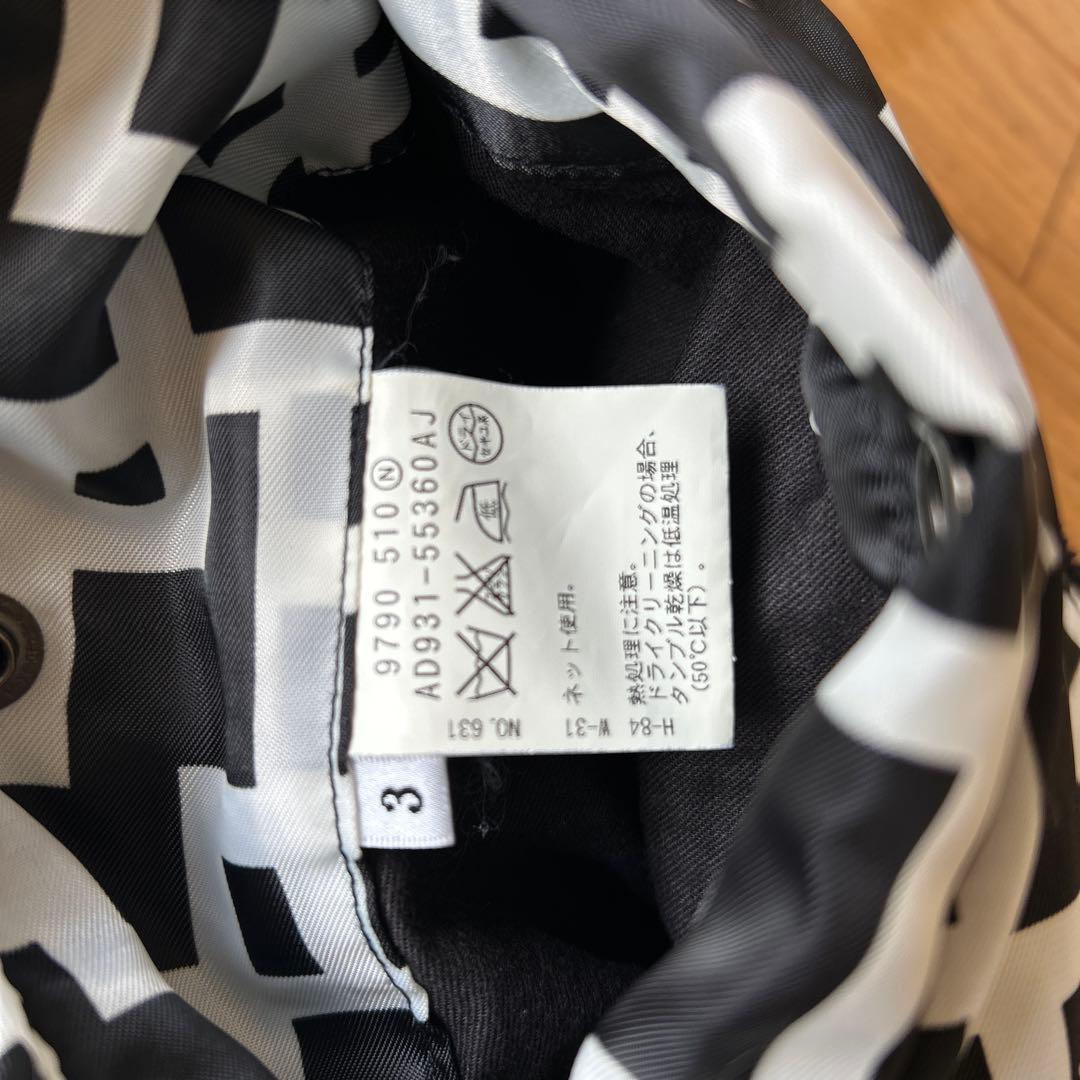 9790 510 Ⓝ
AD931-55360AJ
ドライ
セキユ系
低
ネット使用。
熱処理に注意。
ドライクリーニングの場合、
タンブル乾燥は低温処理
(50℃以下)。
NO. 631
W-31
H-84
3